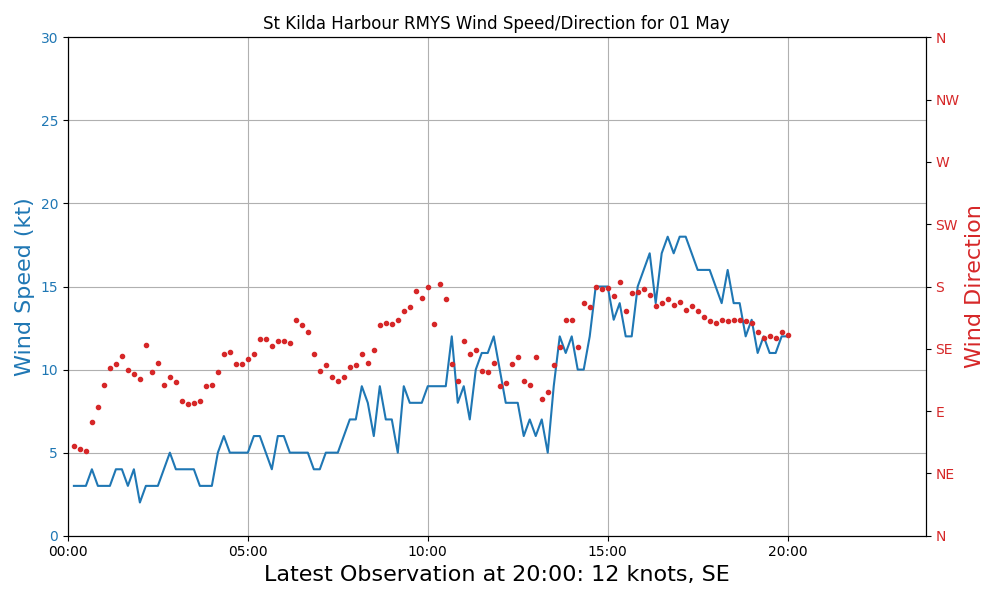 St Kilda Harbour RMYS Wind Speed/Direction for 01 May
30
25
20
15
10
5
0
Wind Speed (kt)
N
NW
W
SW
S
SE
E
NE
N
Wind Direction
00:00 05:00 10:00 15:00 20:00
Latest Observation at 20:00: 12 knots, SE